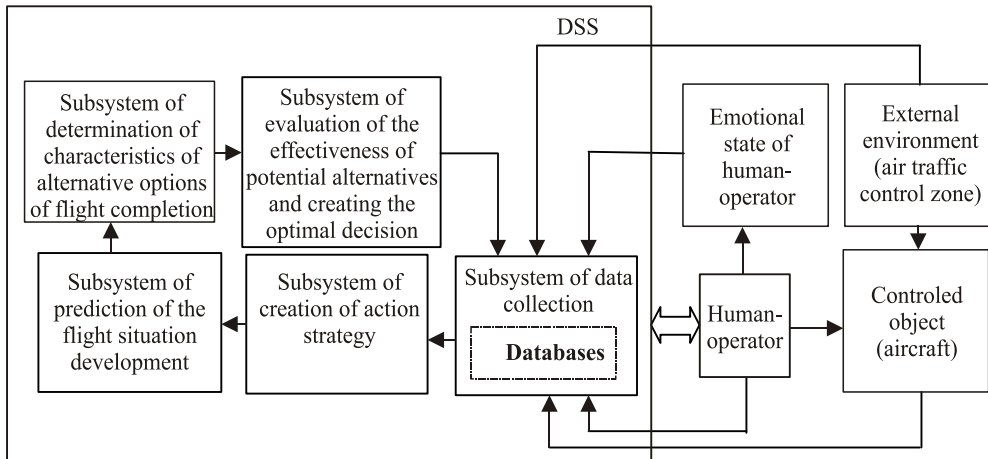 DSS
Subsystem of
determination of
characteristics of
alternative options
of flight completion
Subsystem of
evaluation of the
effectiveness of
potential alternatives
and creating the
optimal decision
Emotional
state of
human-
operator
External
environment
(air traffic
control zone)
Subsystem of
prediction of the
flight situation
development
Subsystem of
creation of action
strategy
Subsystem of data
collection
Databases
Human-
operator
Controled
object
(aircraft)